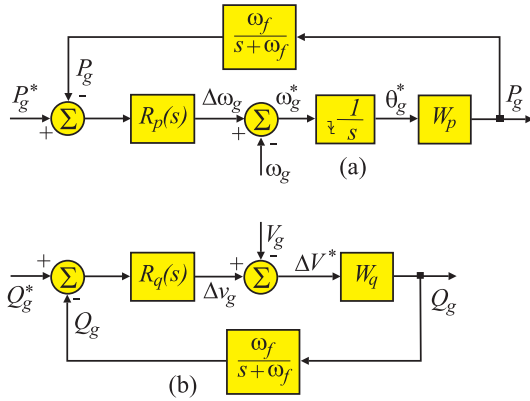 ω_f
s + ω_f
P_g
P_g^*
-
+
Σ
R_p(s)
Δω_g
+
Σ
-
ω_g^*
1
s
θ_g^*
W_p
P_g
ω_g
(a)
V_g
Q_g^*
+
Σ
-
R_q(s)
+
Δv_g
Σ
-
ΔV^*
W_q
Q_g
Q_g
ω_f
s + ω_f
(b)